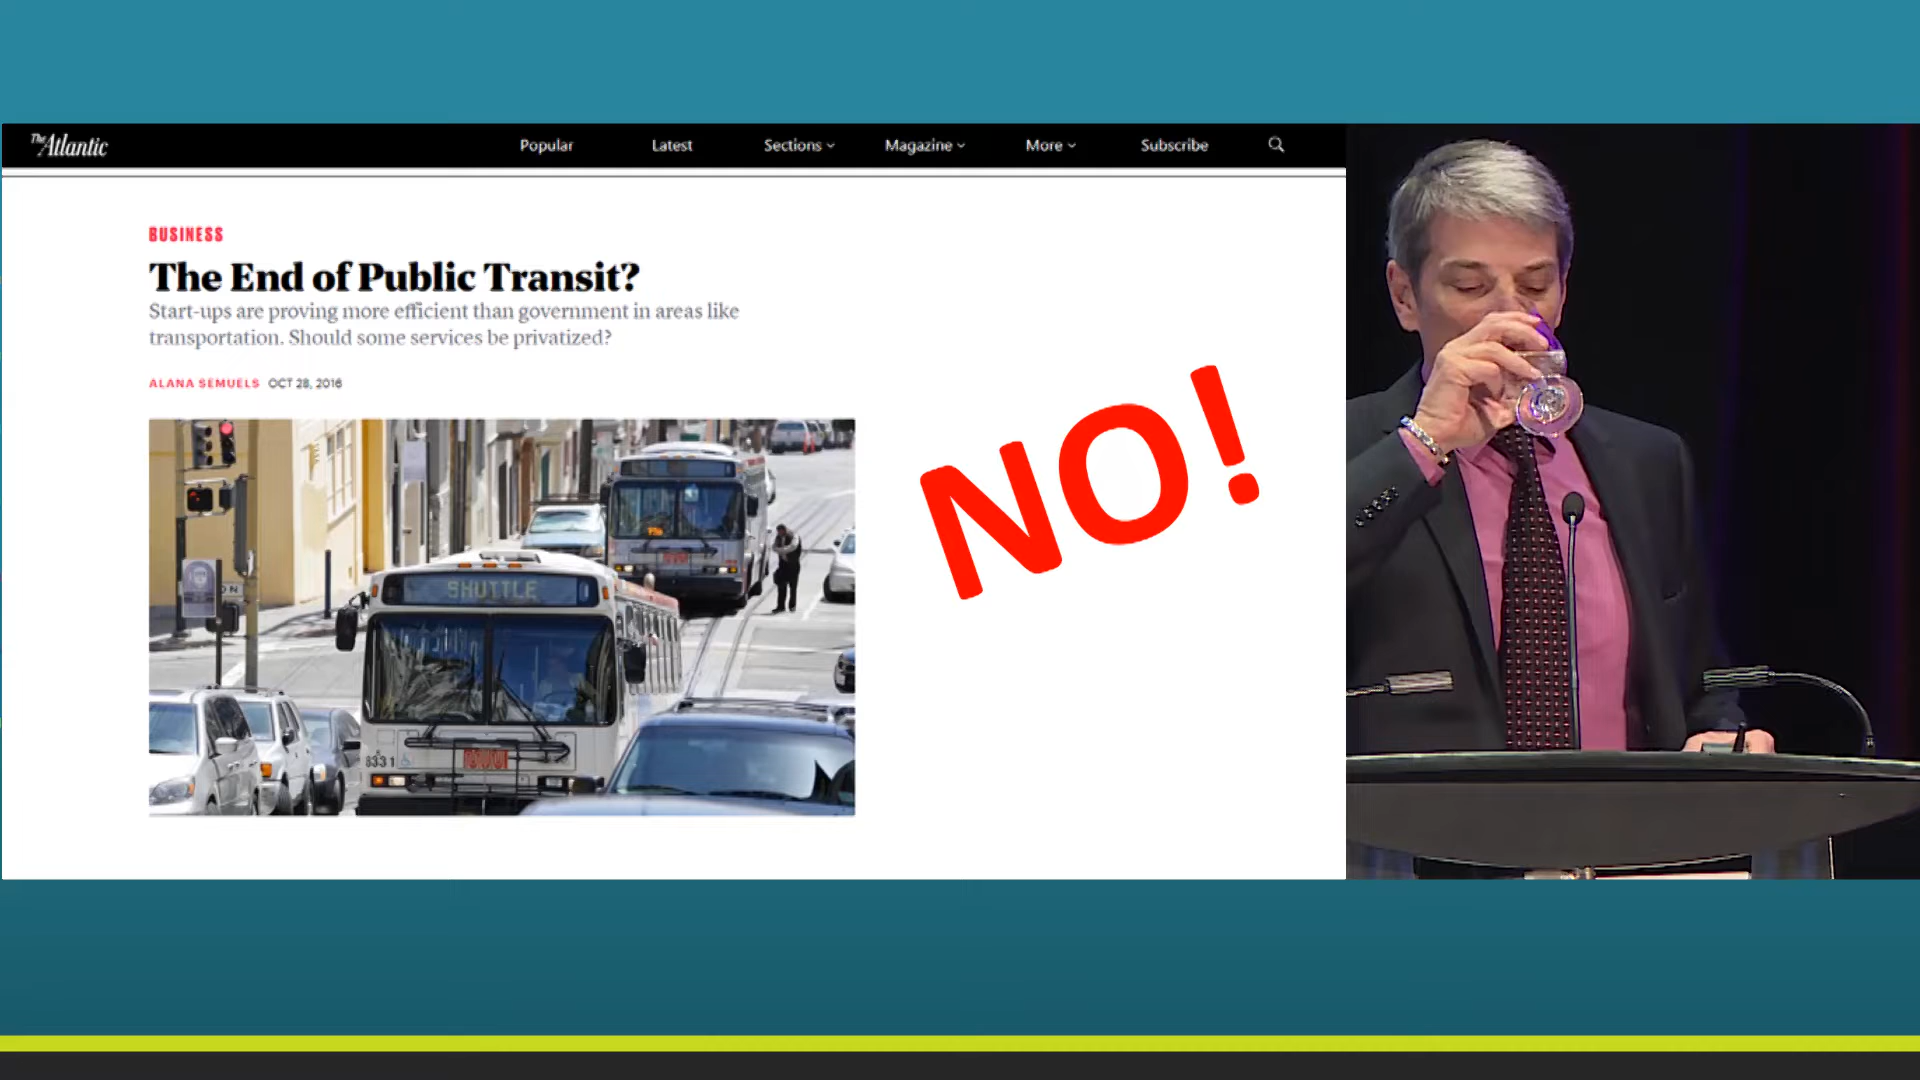 The Atlantic
Popular Latest Sections Magazine More Subscribe
BUSINESS
The End of Public Transit?
Start-ups are proving more efficient than government in areas like
transportation. Should some services be privatized?
ALANA SEMUELS OCT 28, 2016
NO!
SHUTTLE
8331